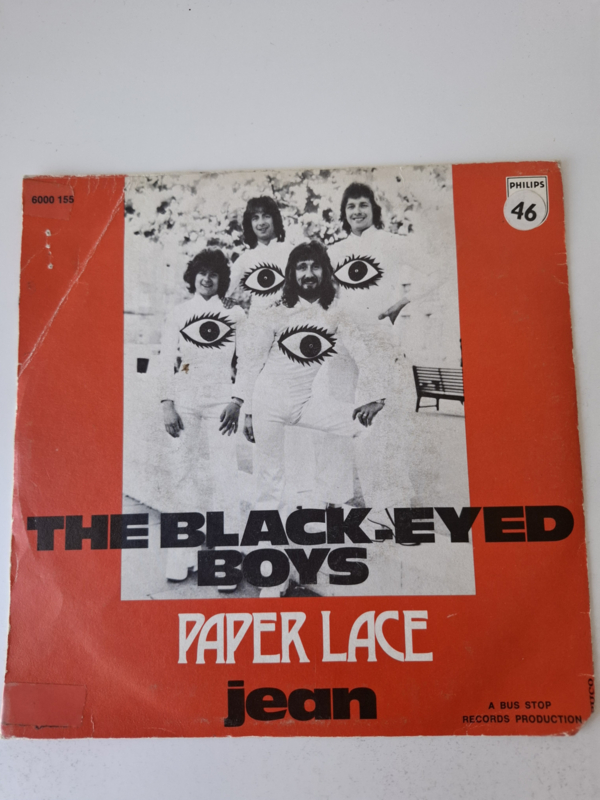 6000 155
PHILIPS
46
THE BLACK-EYED
BOYS
PAPER LACE
jean
A BUS STOP
RECORDS PRODUCTION